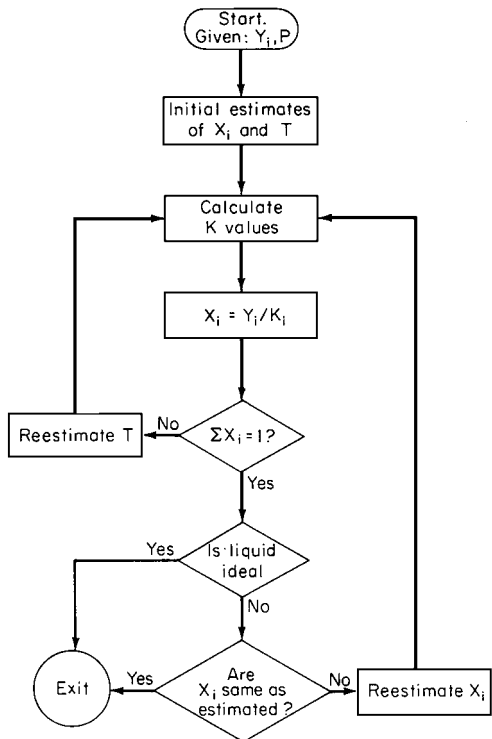 Start.
Given: Yi, P
Initial estimates
of Xi and T
Calculate
K values
Xi = Yi/Ki
No
Reestimate T
ΣXi = 1?
Yes
Yes
Is liquid
ideal
No
Exit
Yes
Are
Xi same as
estimated?
No
Reestimate Xi